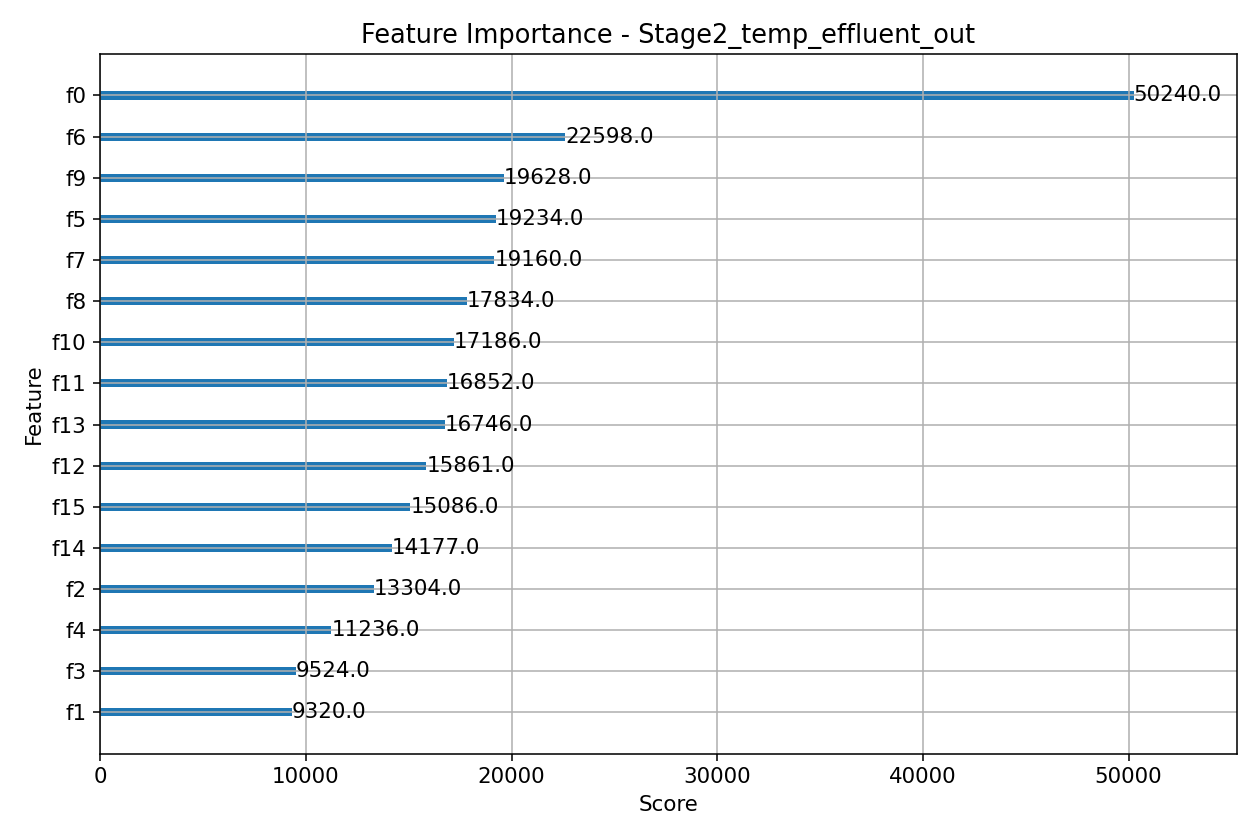 Feature Importance - Stage2_temp_effluent_out
f0 50240.0
f6 22598.0
f9 19628.0
f5 19234.0
f7 19160.0
f8 17834.0
f10 17186.0
f11 16852.0
f13 16746.0
f12 15861.0
f15 15086.0
f14 14177.0
f2 13304.0
f4 11236.0
f3 9524.0
f1 9320.0
Feature
0 10000 20000 30000 40000 50000
Score